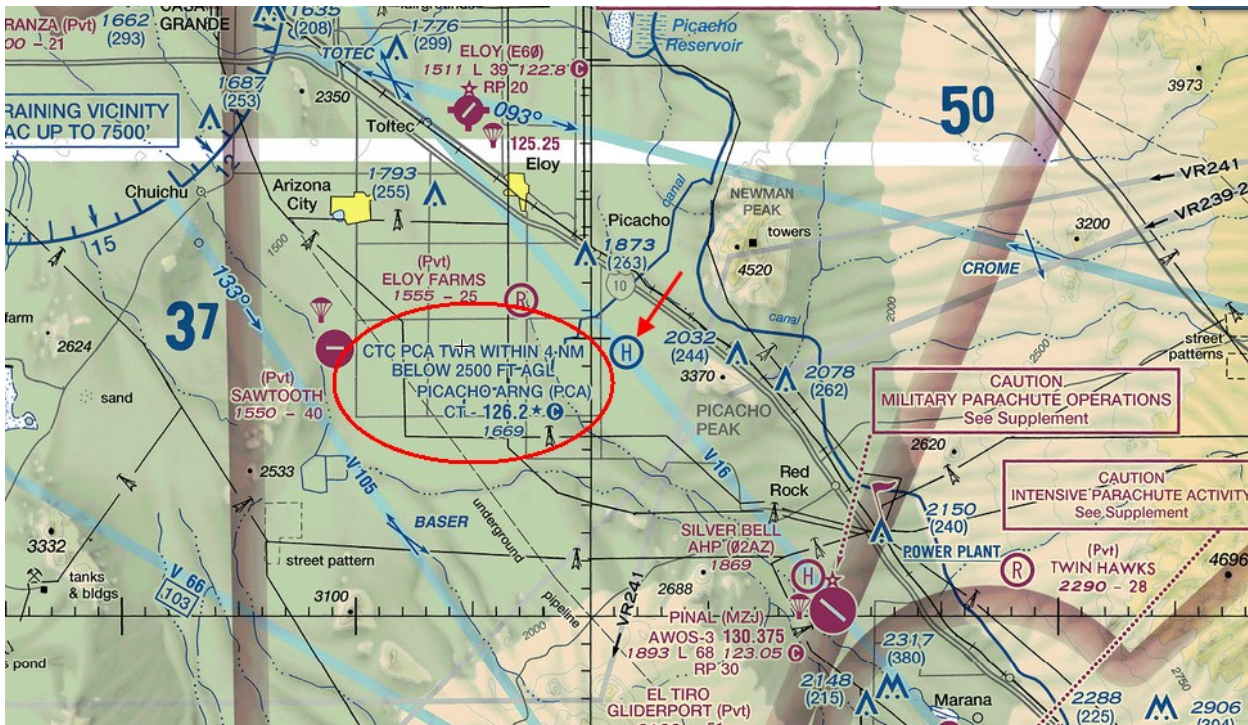 RANZA (Pvt)
00 - 21
1662
(293)
CASA
GRANDE
1635
(208)
1776
(299)
TOTEC
ELOY (E60)
1511 L 39 122.8 C
RP 20
Picacho
Reservoir
3973
1687
(253)
2350
093°
50
RAINING VICINITY
AC UP TO 7500'
12
Toltec
125.25
Eloy
VR241
VR239-2
Chuichu
Arizona
City
1793
(255)
canal
NEWMAN
PEAK
towers
4520
3200
15
1500
Picacho
1873
(263)
10
CROME
133°
(Pvt)
ELOY FARMS
1555 - 25
R
2000
canal
37
farm
2624
H
2032
(244)
2500
street
patterns
CTC PCA TWR WITHIN 4 NM
BELOW 2500 FT AGL
PICACHO ARNG (PCA)
CT - 126.2 ★ C
1669
(Pvt)
SAWTOOTH
1550 - 40
3370
2078
(262)
PICACHO
PEAK
CAUTION
MILITARY PARACHUTE OPERATIONS
See Supplement
sand
2533
V 105
V 16
2620
Red
Rock
CAUTION
INTENSIVE PARACHUTE ACTIVITY
See Supplement
BASER
underground
pipeline
2150
(240)
POWER PLANT
3332
street pattern
SILVER BELL
AHP (02AZ)
1869
H
R
(Pvt)
TWIN HAWKS
2290 - 28
4696
V 66
103
tanks
& bldgs
3100
2000
VR241
2688
PINAL (MZJ)
AWOS-3 130.375
1893 L 68 123.05 C
RP 30
2317
(380)
s pond
2148
(215)
EL TIRO
GLIDERPORT (Pvt)
Marana
2288
(225)
2750
2906